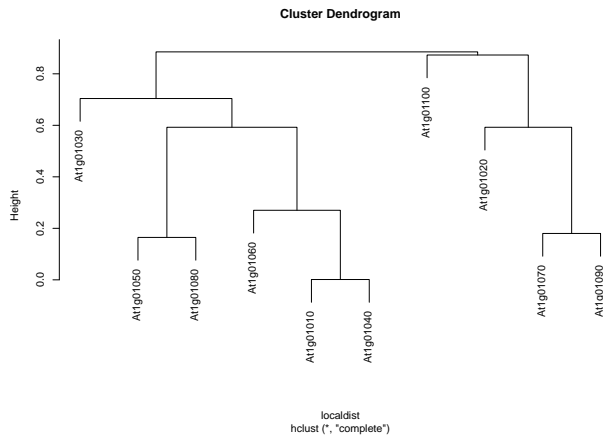 Cluster Dendrogram
Height
0.0
0.2
0.4
0.6
0.8
At1g01030
At1g01050
At1g01080
At1g01060
At1g01010
At1g01040
At1g01100
At1g01020
At1g01070
At1g01090
localdist
hclust (*, "complete")